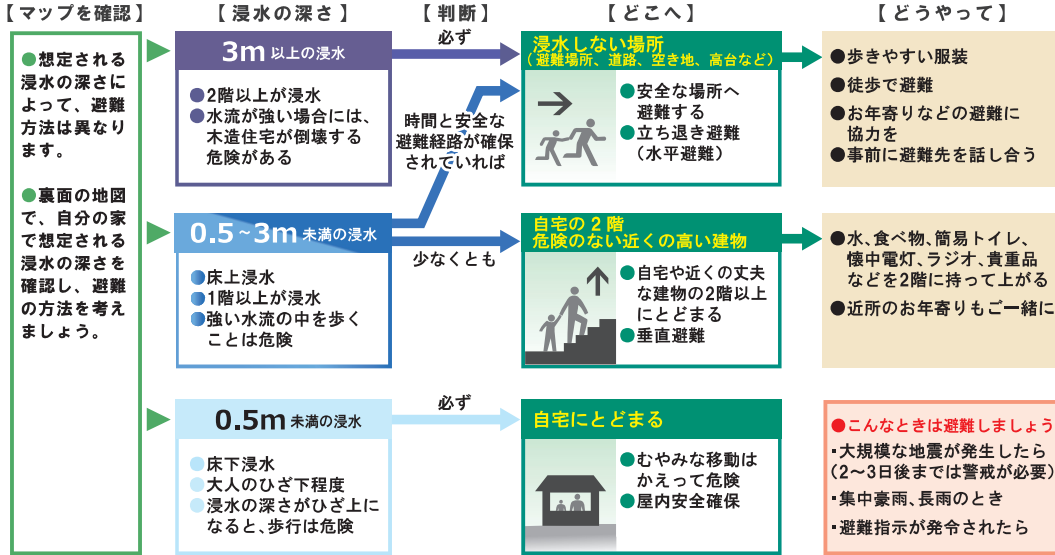 【マップを確認】
【浸水の深さ】
【判断】
【どこへ】
【どうやって】
●想定される
浸水の深さに
よって、避難
方法は異なり
ます。
●裏面の地図
で、自分の家
で想定される
浸水の深さを
確認し、避難
の方法を考え
ましょう。
3m以上の浸水
●2階以上が浸水
●水流が強い場合には、
木造住宅が倒壊する
危険がある
必ず
時間と安全な
避難経路が確保
されていれば
浸水しない場所
(避難場所、道路、空き地、高台など)
●安全な場所へ
避難する
●立ち退き避難
(水平避難)
●歩きやすい服装
●徒歩で避難
●お年寄りなどの避難に
協力を
●事前に避難先を話し合う
0.5~3m未満の浸水
●床上浸水
●1階以上が浸水
●強い水流の中を歩く
ことは危険
少なくとも
自宅の2階
危険のない近くの高い建物
●自宅や近くの丈夫
な建物の2階以上
にとどまる
●垂直避難
●水、食べ物、簡易トイレ、
懐中電灯、ラジオ、貴重品
などを2階に持って上がる
●近所のお年寄りもご一緒に
0.5m未満の浸水
●床下浸水
●大人のひざ下程度
●浸水の深さがひざ上に
なると、歩行は危険
必ず
自宅にとどまる
●むやみな移動は
かえって危険
●屋内安全確保
●こんなときは避難しましょう
・大規模な地震が発生したら
(2〜3日後までは警戒が必要)
・集中豪雨、長雨のとき
・避難指示が発令されたら